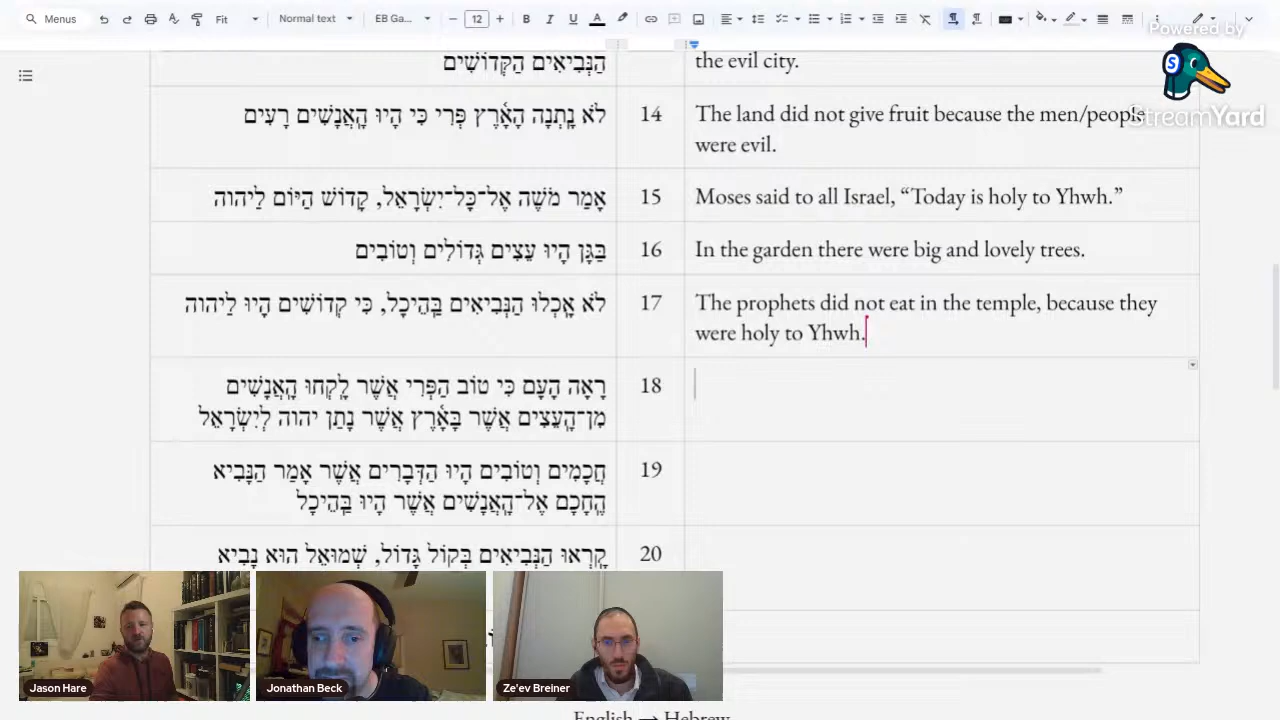 Menus
Fit
Normal text
EB Ga...
12
Powered by
StreamYard
הַנְּבִיאִים הַקְּדוֹשִׁים
the evil city.
לֹא נָֽתְנָה הָאָ֫רֶץ פְּרִי כִּי הָיוּ הָֽאֲנָשִׁים רָעִים
14
The land did not give fruit because the men/people
were evil.
אָמַר מֹשֶׁה אֶל־כָּל־יִשְׂרָאֵל, קָדוֹשׁ הַיּוֹם לַיהוה
15
Moses said to all Israel, “Today is holy to Yhwh.”
בַּגָּן הָיוּ עֵצִים גְּדוֹלִים וְטוֹבִים
16
In the garden there were big and lovely trees.
לֹא אָֽכְלוּ הַנְּבִיאִים בַּֽהֵיכָל, כִּי קְדוֹשִׁים הָיוּ לַיהוה
17
The prophets did not eat in the temple, because they
were holy to Yhwh.
רָאָה הָעָם כִּי טוֹב הַפְּרִי אֲשֶׁר לָֽקְחוּ הָֽאֲנָשִׁים
מִן־הָֽעֵצִים אֲשֶׁר בָּאָ֫רֶץ אֲשֶׁר נָתַן יהוה לְיִשְׂרָאֵל
18
חֲכָמִים וְטוֹבִים הָיוּ הַדְּבָרִים אֲשֶׁר אָמַר הַנָּבִיא
הֶֽחָכָם אֶל־הָֽאֲנָשִׁים אֲשֶׁר הָיוּ בַּֽהֵיכָל
19
קָֽרְאוּ הַנְּבִיאִים בְּקוֹל גָּדוֹל, שְׁמוּאֵל הוּא נָבִיא
20
Jason Hare
Jonathan Beck
Ze'ev Breiner
English → Hebrew